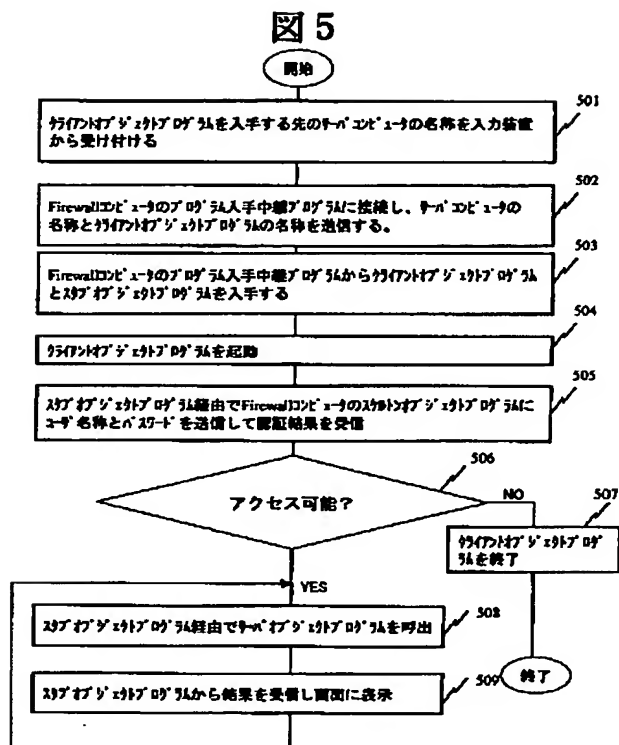 図5
開始
501
クライアントオブジェクトプログラムを入手する先のサーバコンピュータの名称を入力装置
から受け付ける
502
Firewallコンピュータのプログラム入手中継プログラムに接続し、サーバコンピュータの
名称とクライアントオブジェクトプログラムの名称を送信する。
503
Firewallコンピュータのプログラム入手中継プログラムからクライアントオブジェクトプログラム
とスタブオブジェクトプログラムを入手する
504
クライアントオブジェクトプログラムを起動
505
スタブオブジェクトプログラム経由でFirewallコンピュータのスケルトンオブジェクトプログラムに
ユーザ名称とパスワードを送信して認証結果を受信
506
アクセス可能？
NO
507
クライアントオブジェクトプログ
ラムを終了
YES
スタブオブジェクトプログラム経由でサーバオブジェクトプログラムを呼出
508
終了
スタブオブジェクトプログラムから結果を受信し画面に表示
509